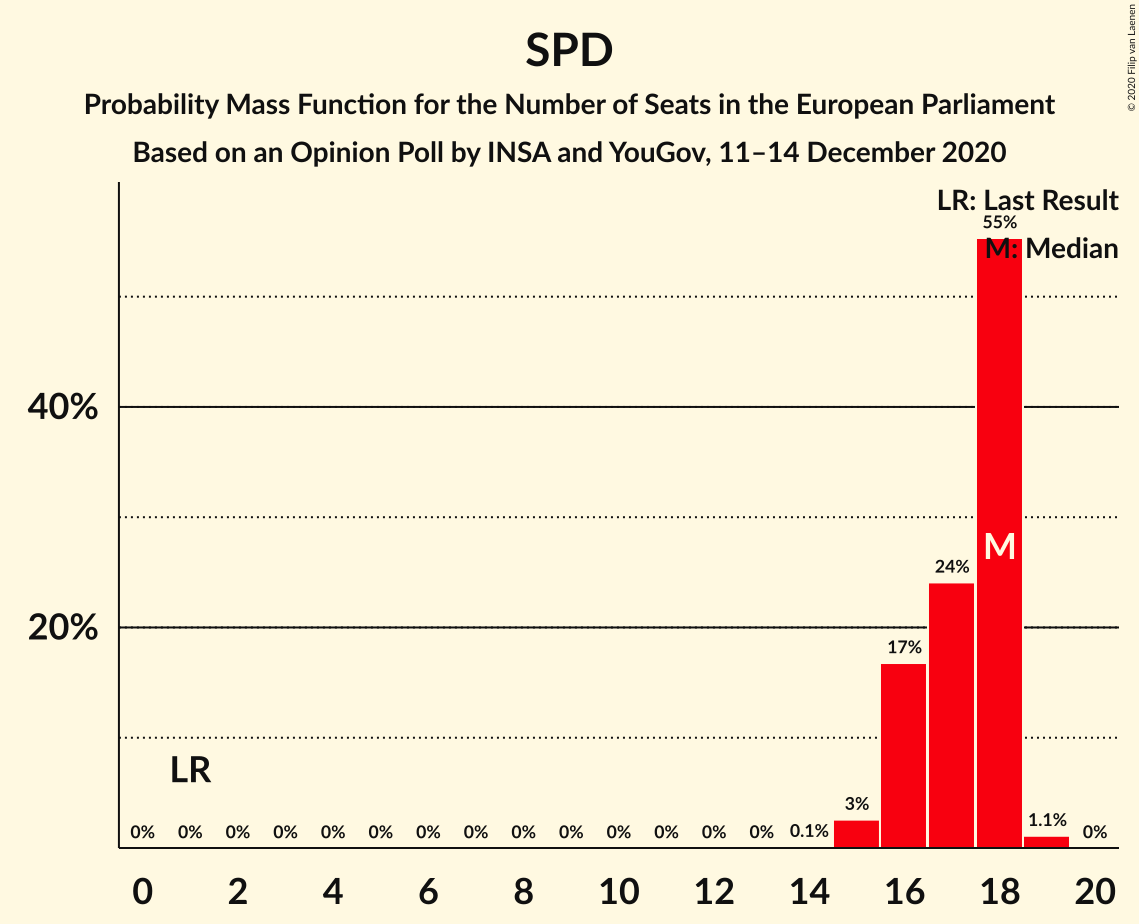 SPD
Probability Mass Function for the Number of Seats in the European Parliament
Based on an Opinion Poll by INSA and YouGov, 11–14 December 2020
© 2020 Filip van Laenen
LR: Last Result
55%
M: Median
40%
M
24%
20%
17%
LR
3%
1.1%
0% 0% 0% 0% 0% 0% 0% 0% 0% 0% 0% 0% 0% 0% 0.1% 0%
0 2 4 6 8 10 12 14 16 18 20